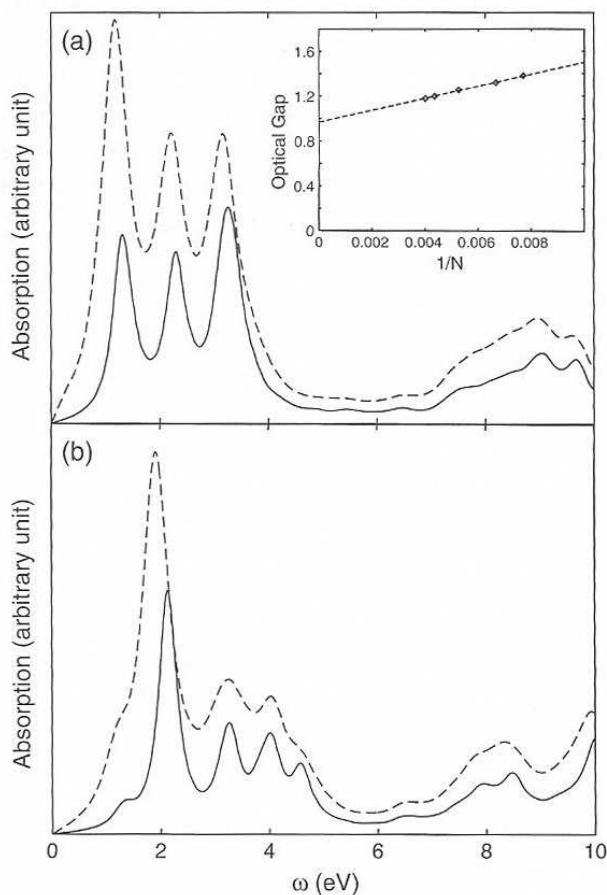 (a)
Absorption (arbitrary unit)
Optical Gap
1.6
1.2
0.8
0.4
0
0
0.002
0.004
0.006
0.008
1/N
(b)
Absorption (arbitrary unit)
0
2
4
6
8
10
ω (eV)